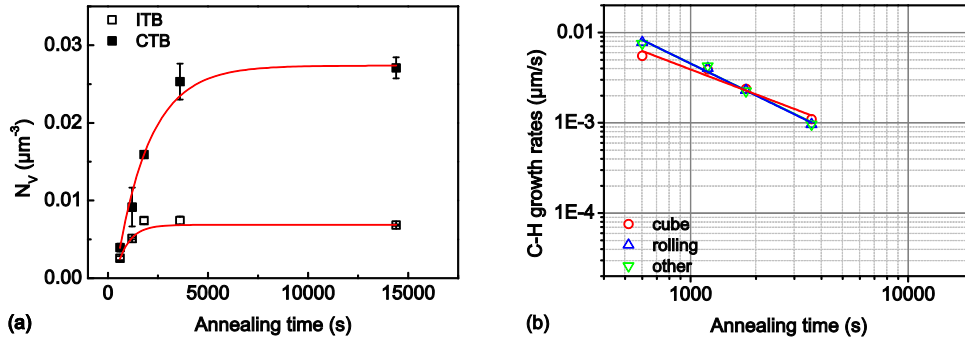 ITB
CTB
0.03
0.02
0.01
0.00
N_V (µm⁻³)
0
5000
10000
15000
Annealing time (s)
(a)
0.01
1E-3
1E-4
C-H growth rates (µm/s)
cube
rolling
other
1000
10000
Annealing time (s)
(b)